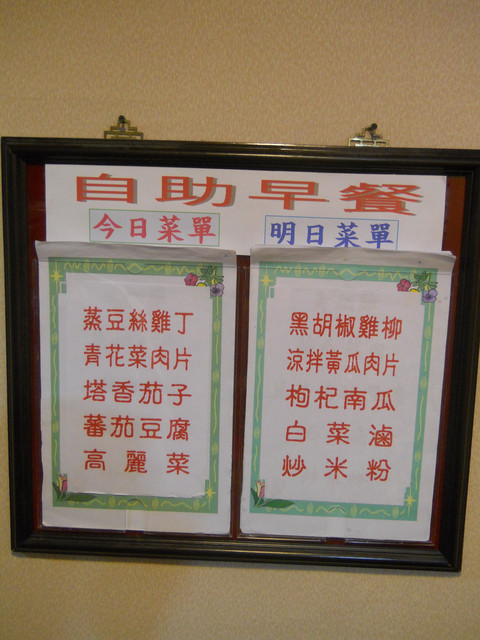 自助早餐
今日菜單
蒸豆絲雞丁
青花菜肉片
塔香茄子
蕃茄豆腐
高麗菜
明日菜單
黑胡椒雞柳
涼拌黃瓜肉片
枸杞南瓜
白菜滷
炒米粉